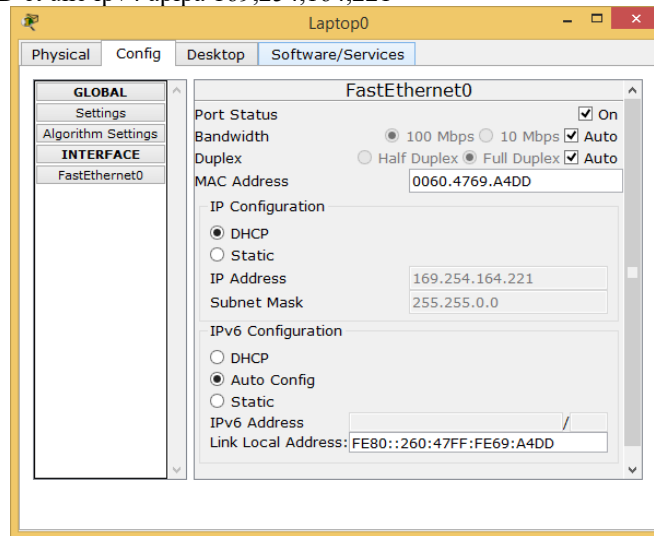 Laptop0
Physical Config Desktop Software/Services
GLOBAL
Settings
Algorithm Settings
INTERFACE
FastEthernet0
FastEthernet0
Port Status On
Bandwidth 100 Mbps 10 Mbps Auto
Duplex Half Duplex Full Duplex Auto
MAC Address 0060.4769.A4DD
IP Configuration
DHCP
Static
IP Address 169.254.164.221
Subnet Mask 255.255.0.0
IPv6 Configuration
DHCP
Auto Config
Static
IPv6 Address /
Link Local Address: FE80::260:47FF:FE69:A4DD